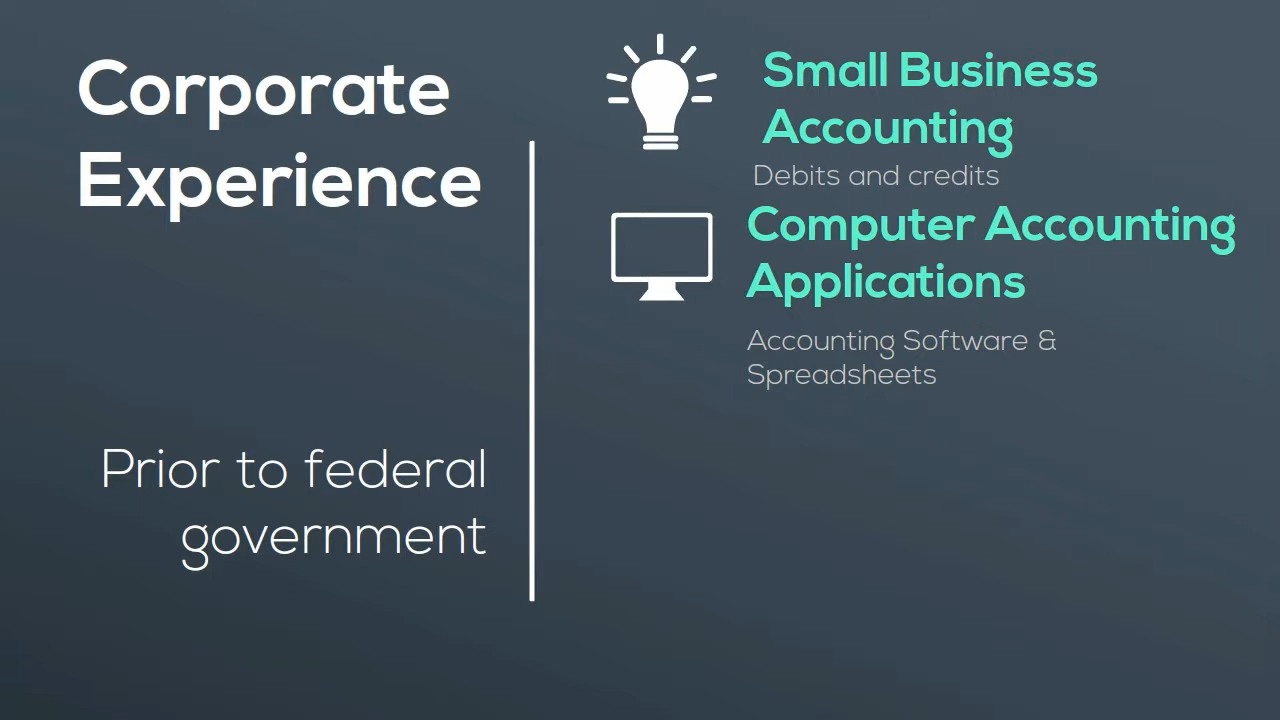 Corporate
Experience
Prior to federal
government
Small Business
Accounting
Debits and credits
Computer Accounting
Applications
Accounting Software &
Spreadsheets